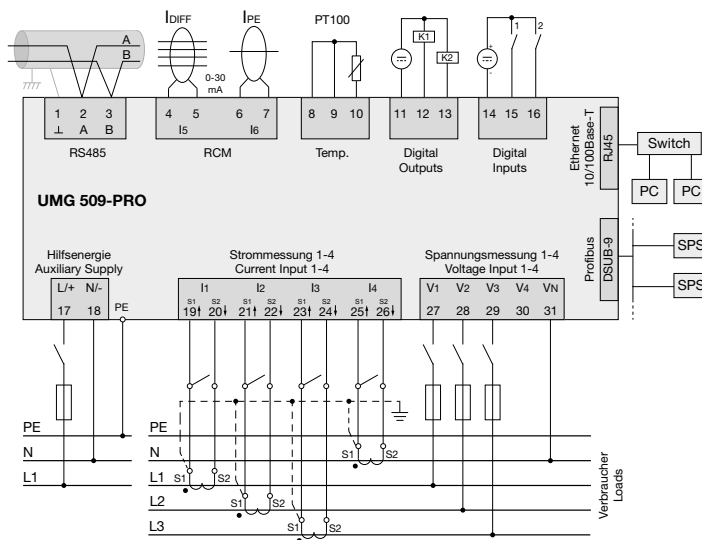 IDIFF IPE PT100
A
B
0-30
mA
K1
K2
+
-
1 2
1 2 3 4 5 6 7 8 9 10 11 12 13 14 15 16
⊥ A B I5 I6
RS485 RCM Temp. Digital Outputs Digital Inputs
Ethernet
10/100Base-T
RJ45
Switch
PC PC
UMG 509-PRO
Profibus
DSUB-9
SPS
SPS
Hilfsenergie
Auxiliary Supply
Strommessung 1-4
Current Input 1-4
Spannungsmessung 1-4
Voltage Input 1-4
L/+ N/- I1 I2 I3 I4 V1 V2 V3 V4 VN
S1 S2 S1 S2 S1 S2 S1 S2
17 18 PE 19 20 21 22 23 24 25 26 27 28 29 30 31
PE PE
N N
S1 S2
L1 L1
S1 S2
L2
S1 S2
L3
S1 S2
Verbraucher
Loads